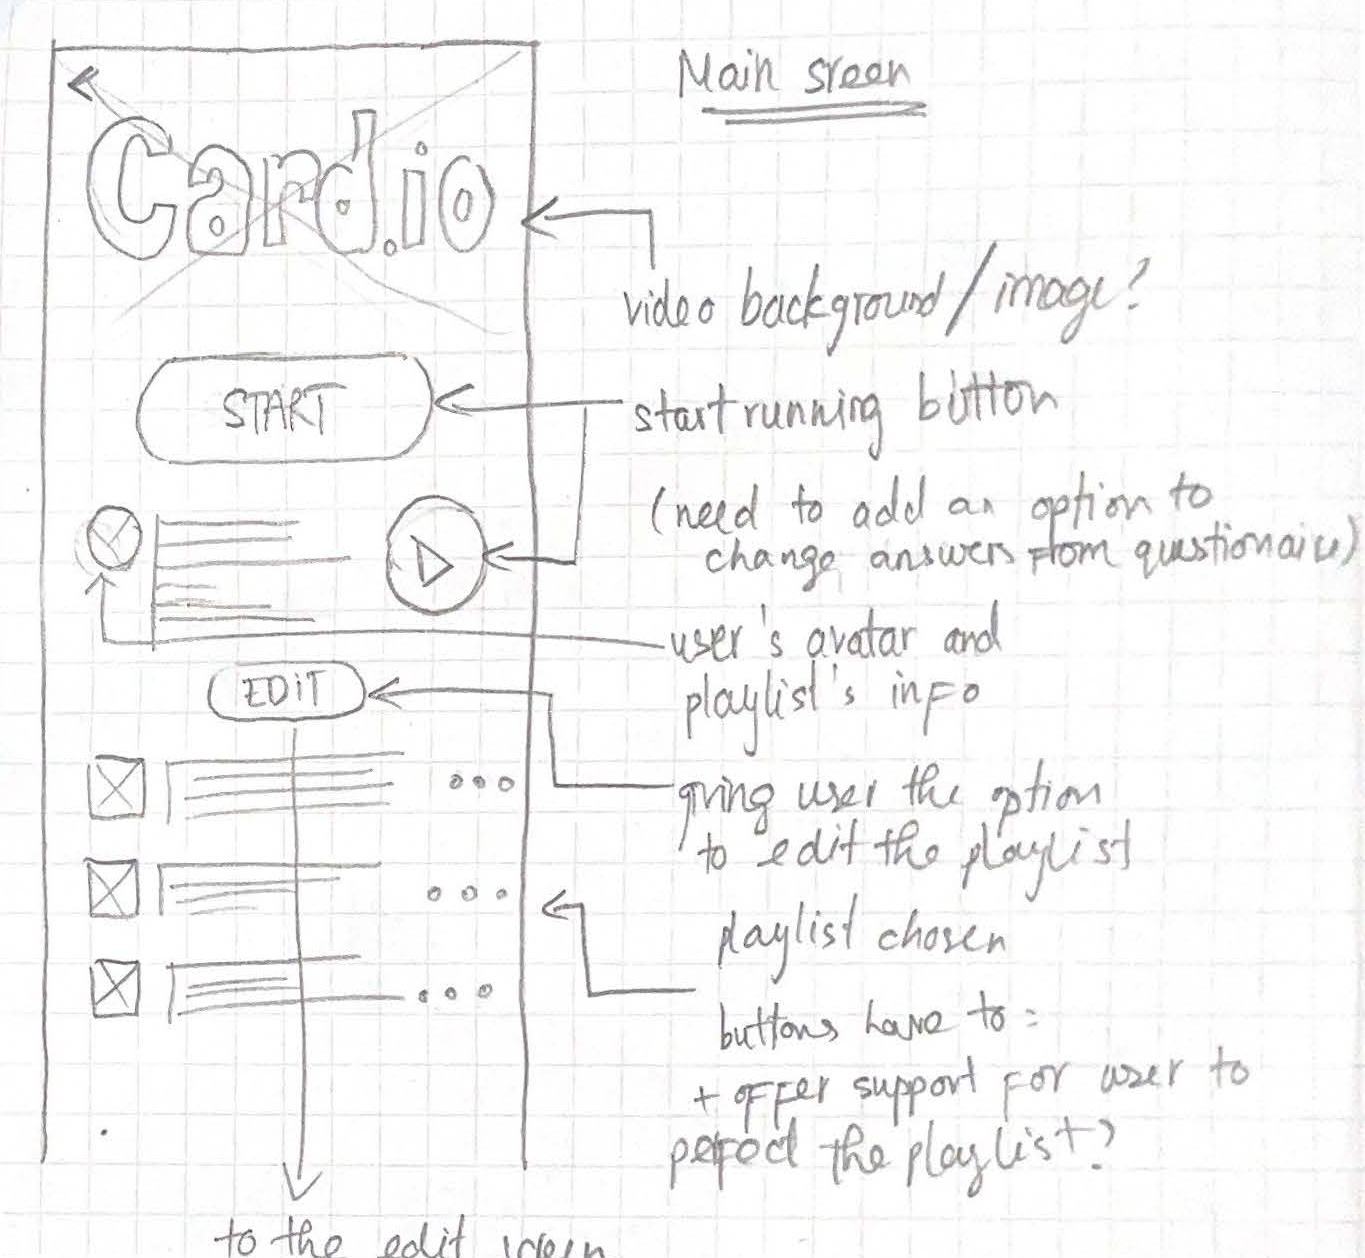 Main sreen
Card.io
video background/image?
START
start running button
(need to add an option to
change answers from questionaire)
user's avatar and
playlist's info
EDIT
giving user the option
to edit the playlist
playlist chosen
buttons have to:
+ offer support for user to
the playlist?
to the edit screen